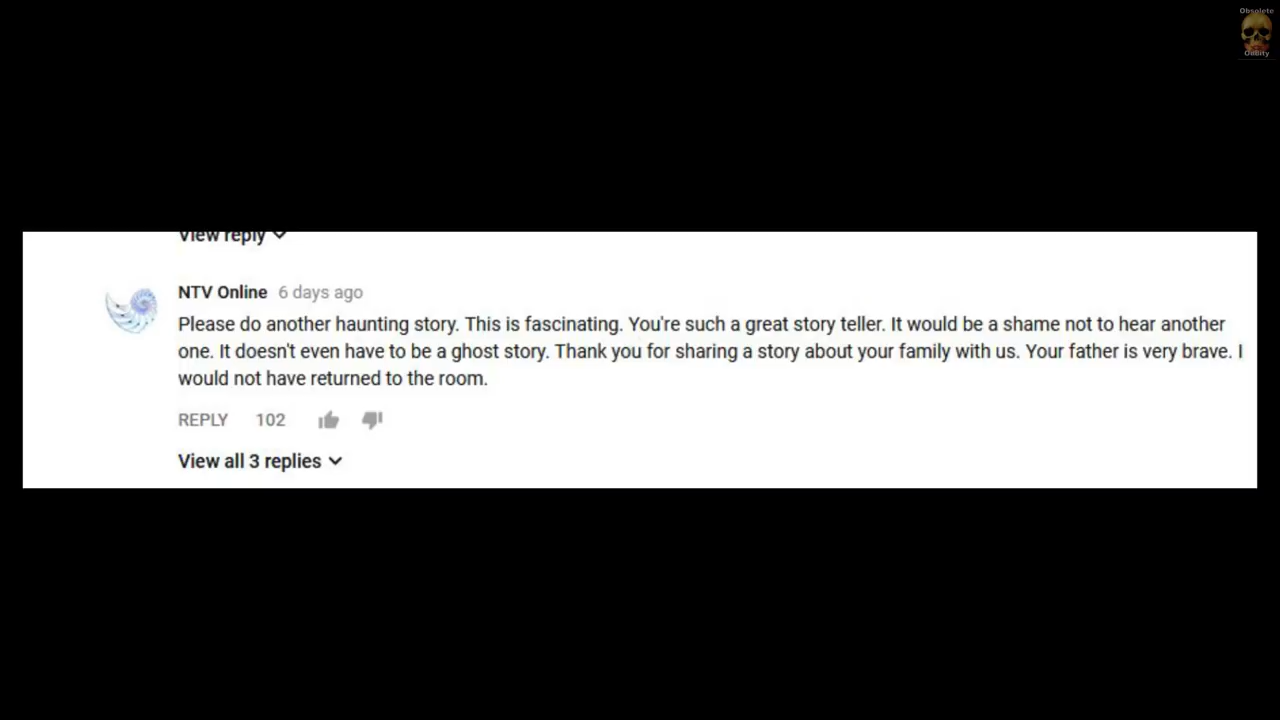 Obsolete
Oddity
View reply
NTV Online 6 days ago
Please do another haunting story. This is fascinating. You're such a great story teller. It would be a shame not to hear another
one. It doesn't even have to be a ghost story. Thank you for sharing a story about your family with us. Your father is very brave. I
would not have returned to the room.
REPLY 102
View all 3 replies